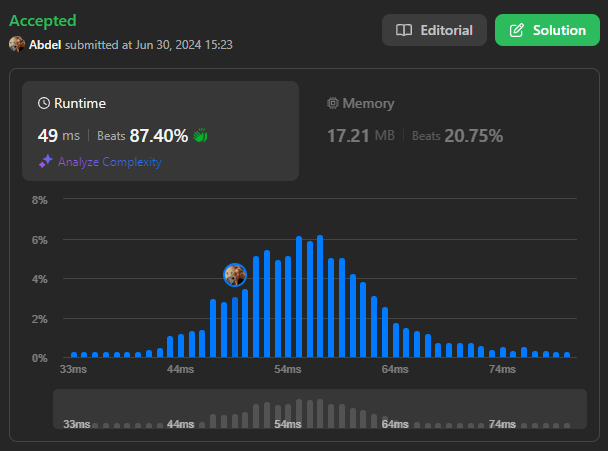 Accepted
Abdel submitted at Jun 30, 2024 15:23
Editorial
Solution
Runtime
49 ms | Beats 87.40%
Analyze Complexity
Memory
17.21 MB | Beats 20.75%
8%
6%
4%
2%
0%
33ms 44ms 54ms 64ms 74ms
33ms 44ms 54ms 64ms 74ms